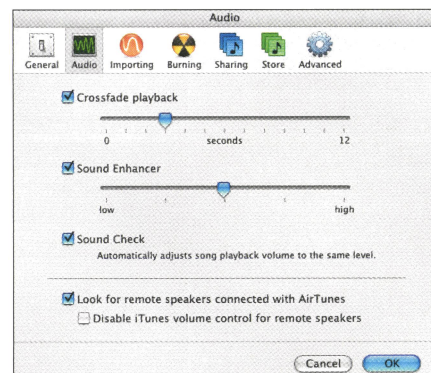 Audio
General Audio Importing Burning Sharing Store Advanced
Crossfade playback
0 seconds 12
Sound Enhancer
low high
Sound Check
Automatically adjusts song playback volume to the same level.
Look for remote speakers connected with AirTunes
Disable iTunes volume control for remote speakers
Cancel OK